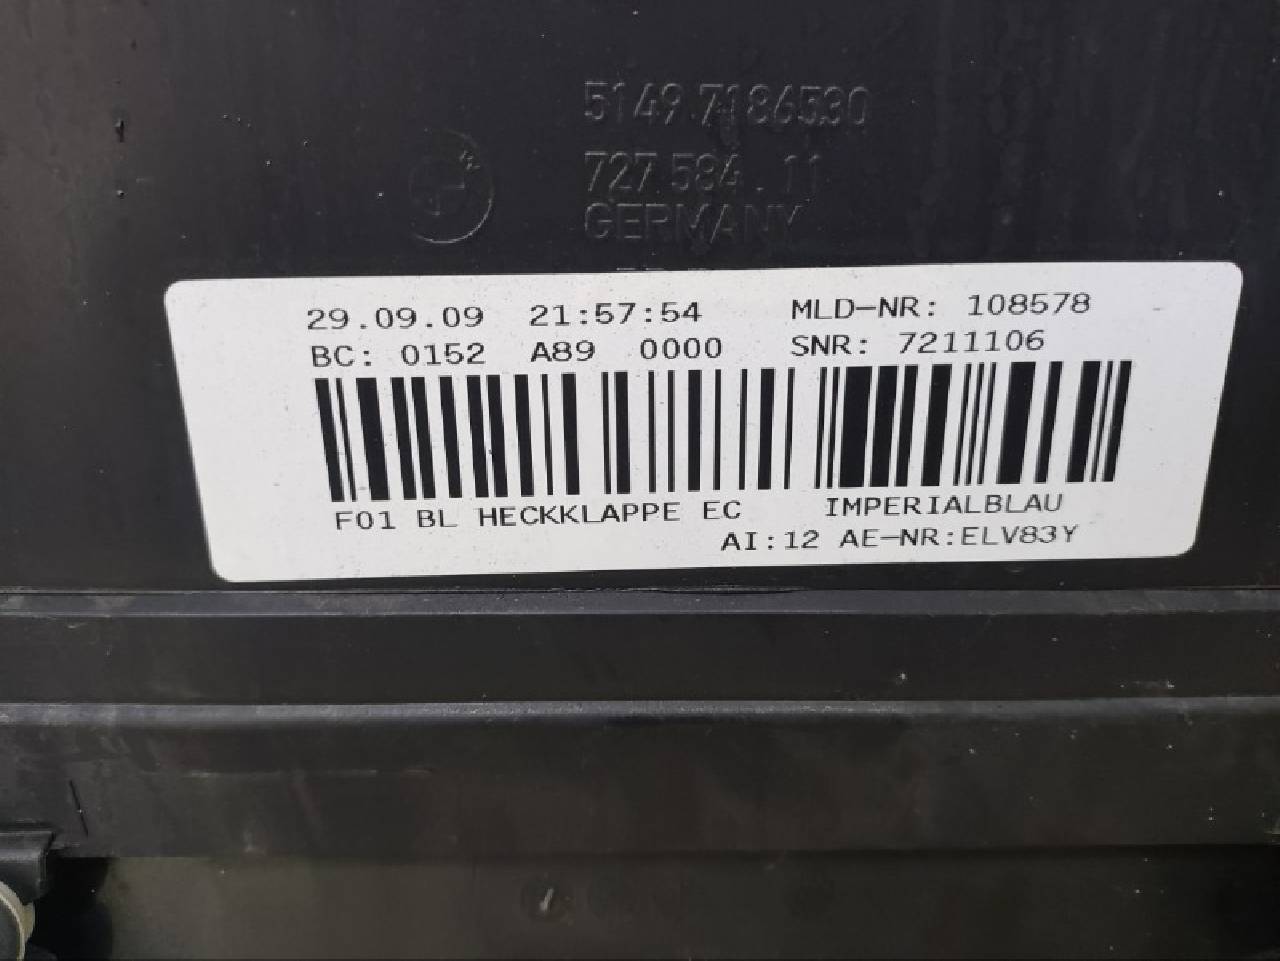 5149 7186530
727 584 . 11
GERMANY
29.09.09 21:57:54 MLD-NR: 108578
BC: 0152 A89 0000 SNR: 7211106
F01 BL HECKKLAPPE EC IMPERIALBLAU
AI:12 AE-NR:ELV83Y